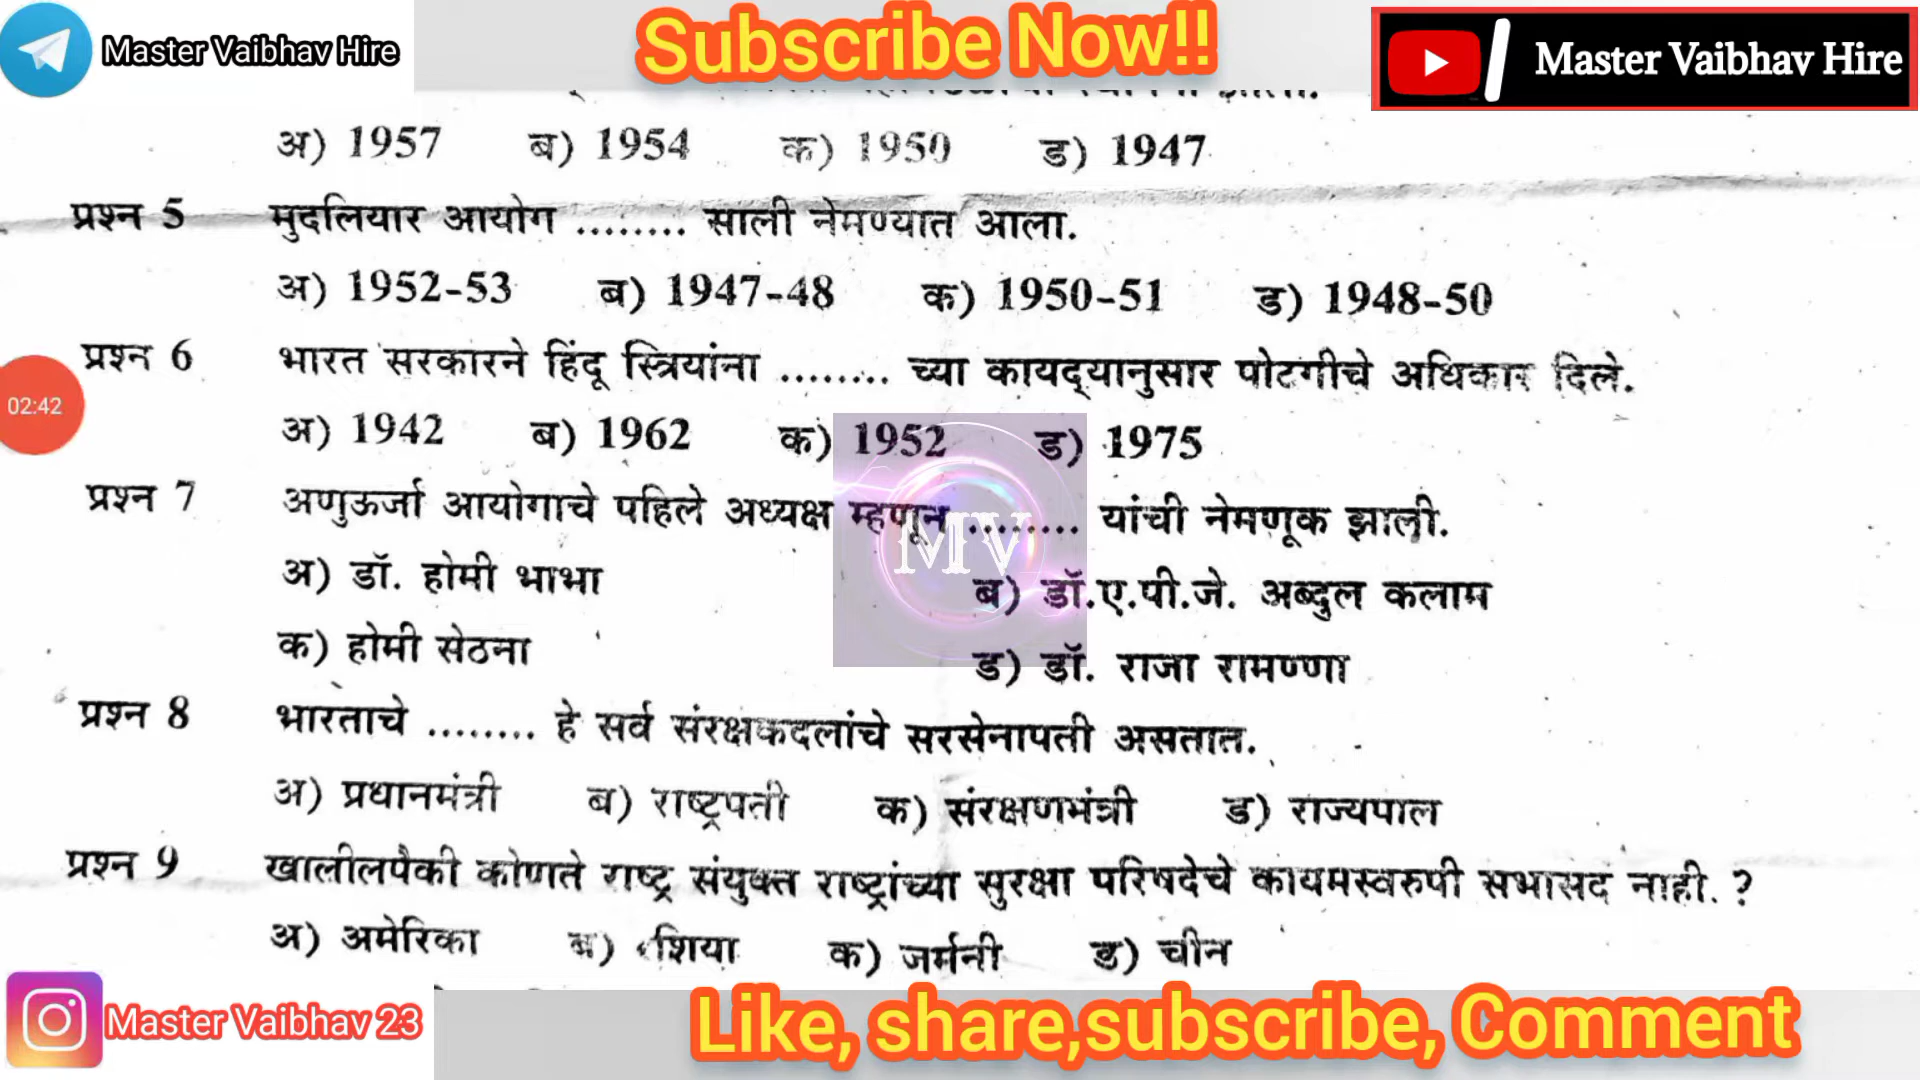 Master Vaibhav Hire
Subscribe Now!!
Master Vaibhav Hire
झाली.
अ) 1957 ब) 1954 क) 1950 ड) 1947
प्रश्न 5 मुदलियार आयोग ........ साली नेमण्यात आला.
अ) 1952-53 ब) 1947-48 क) 1950-51 ड) 1948-50
प्रश्न 6 भारत सरकारने हिंदू स्त्रियांना ........ च्या कायद्यानुसार पोटगीचे अधिकार दिले.
02:42
अ) 1942 ब) 1962 क) 1952 ड) 1975
प्रश्न 7 अणुऊर्जा आयोगाचे पहिले अध्यक्ष म्हणून ........ यांची नेमणूक झाली.
MV
अ) डॉ. होमी भाभा ब) डॉ.ए.पी.जे. अब्दुल कलाम
क) होमी सेठना ड) डॉ. राजा रामण्णा
प्रश्न 8 भारताचे ........ हे सर्व संरक्षकदलांचे सरसेनापती असतात.
अ) प्रधानमंत्री ब) राष्ट्रपती क) संरक्षणमंत्री ड) राज्यपाल
प्रश्न 9 खालीलपैकी कोणते राष्ट्र संयुक्त राष्ट्रांच्या सुरक्षा परिषदेचे कायमस्वरुपी सभासद नाही. ?
अ) अमेरिका ब) रशिया क) जर्मनी ड) चीन
Master Vaibhav 23
Like, share,subscribe, Comment